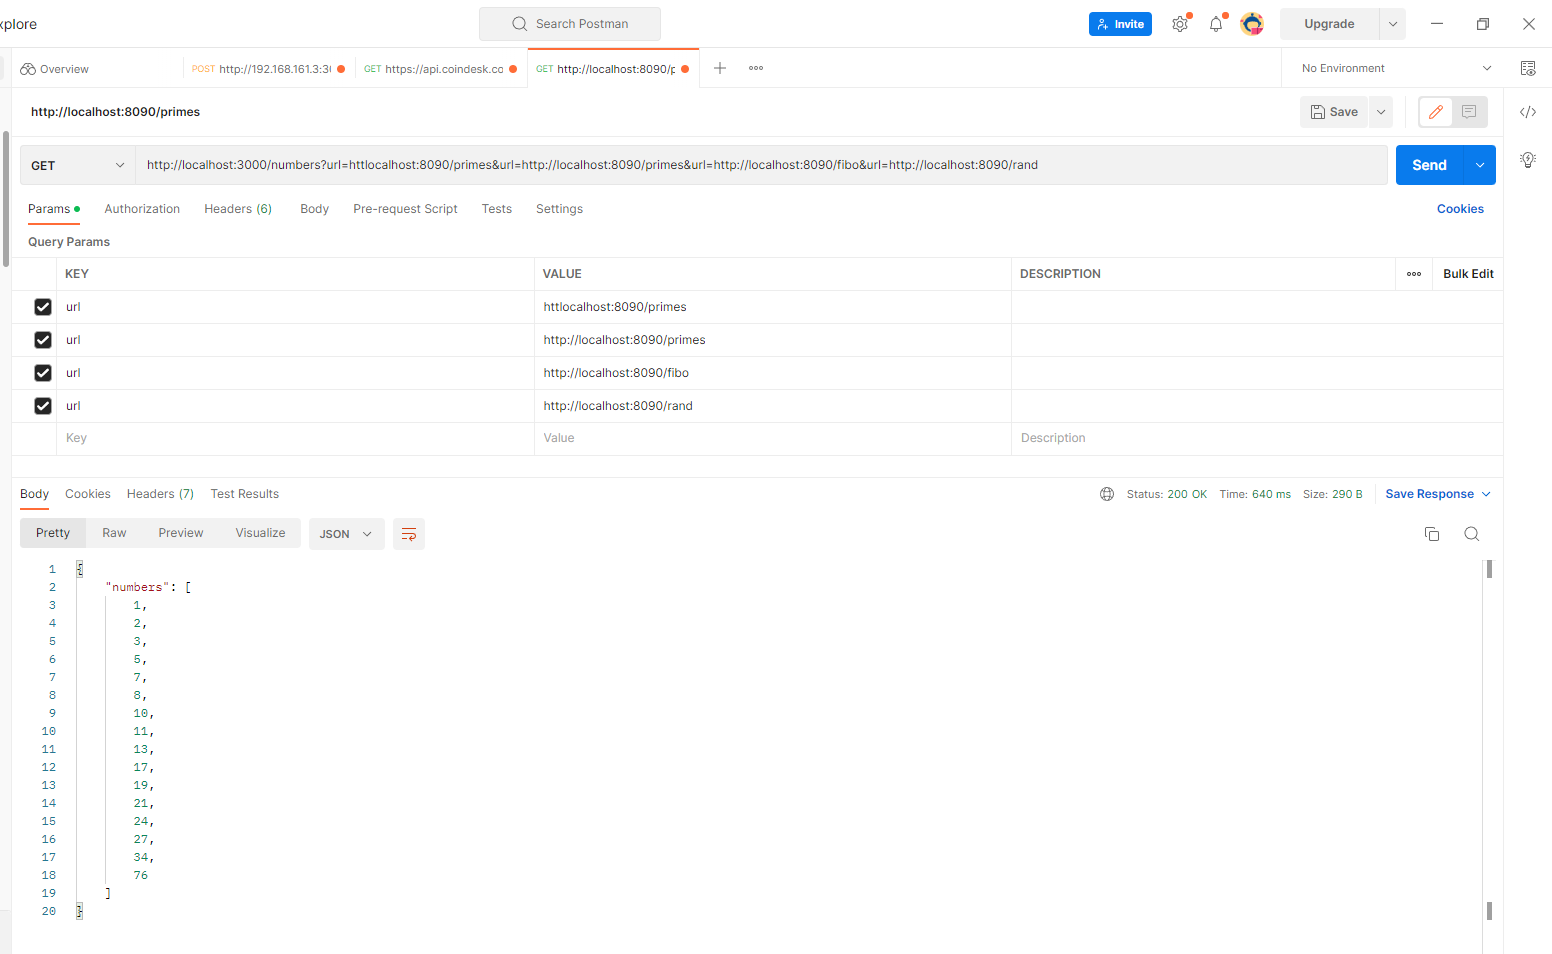 xplore
Search Postman
Invite
Upgrade
Overview
POST http://192.168.161.3:3
GET https://api.coindesk.co
GET http://localhost:8090/p
No Environment
http://localhost:8090/primes
Save
GET
http://localhost:3000/numbers?url=httlocalhost:8090/primes&url=http://localhost:8090/primes&url=http://localhost:8090/fibo&url=http://localhost:8090/rand
Send
Params Authorization Headers (6) Body Pre-request Script Tests Settings Cookies
Query Params
KEY VALUE DESCRIPTION Bulk Edit
url httlocalhost:8090/primes
url http://localhost:8090/primes
url http://localhost:8090/fibo
url http://localhost:8090/rand
Key Value Description
Body Cookies Headers (7) Test Results Status: 200 OK Time: 640 ms Size: 290 B Save Response
Pretty Raw Preview Visualize JSON
1 {
2 "numbers": [
3 1,
4 2,
5 3,
6 5,
7 7,
8 8,
9 10,
10 11,
11 13,
12 17,
13 19,
14 21,
15 24,
16 27,
17 34,
18 76
19 ]
20 }